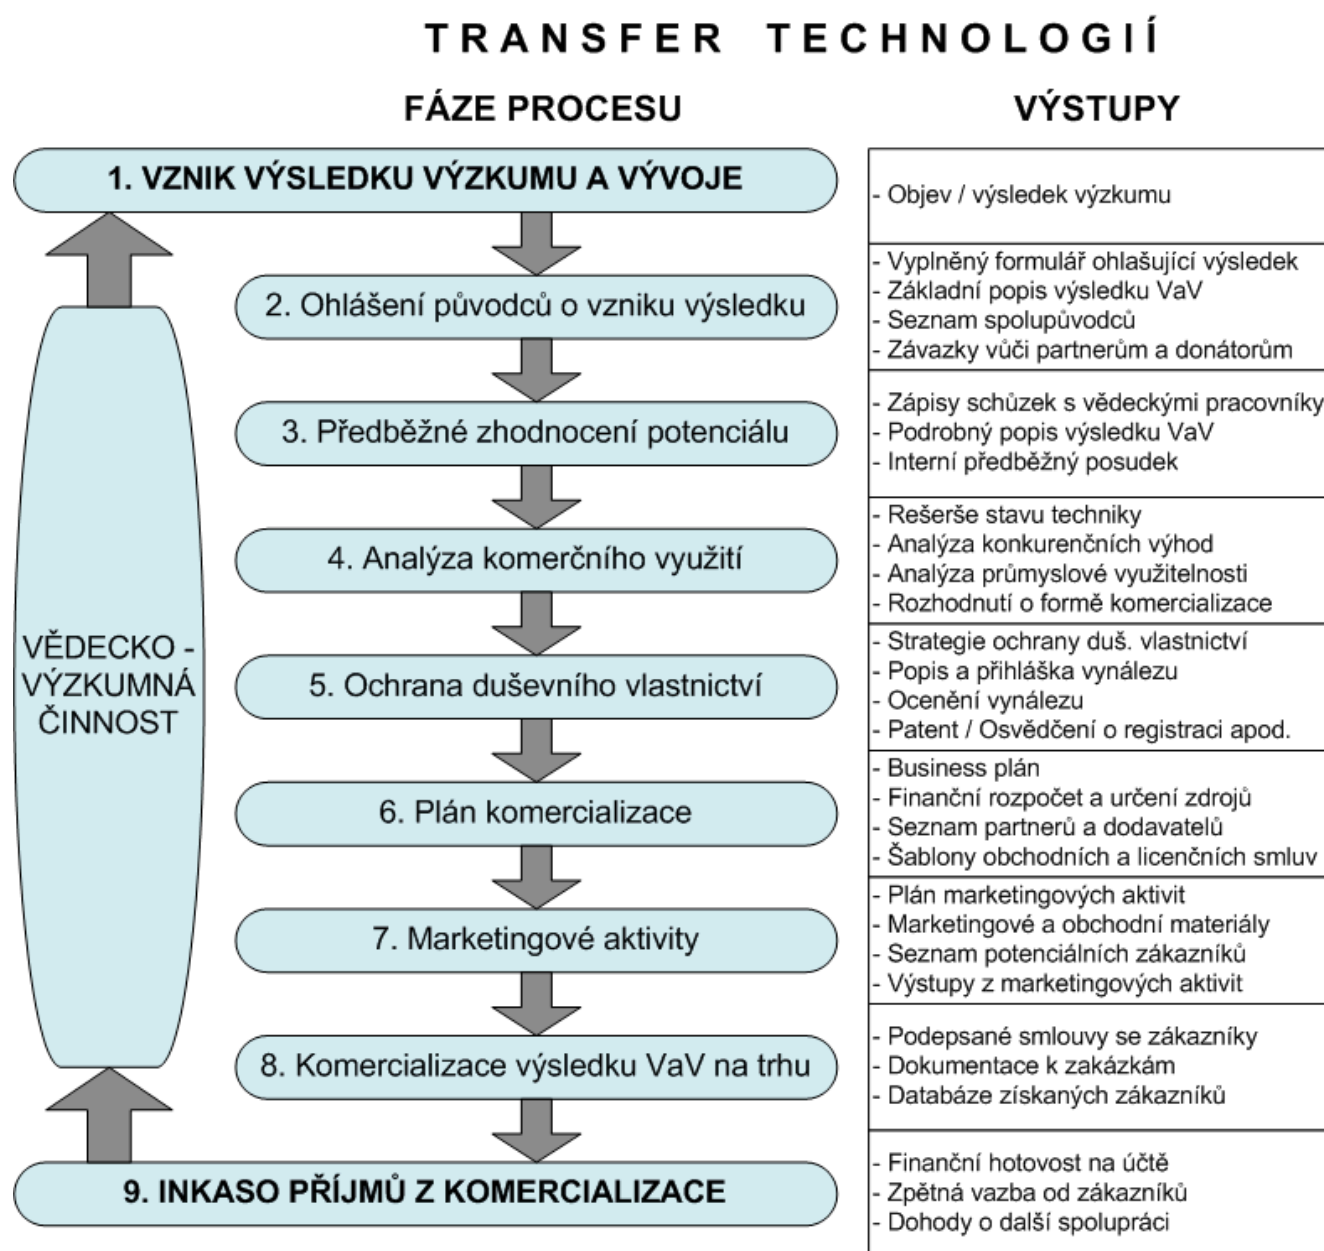 TRANSFER TECHNOLOGIÍ
FÁZE PROCESU
VÝSTUPY
1. VZNIK VÝSLEDKU VÝZKUMU A VÝVOJE
- Objev / výsledek výzkumu
2. Ohlášení původců o vzniku výsledku
- Vyplněný formulář ohlašující výsledek
- Základní popis výsledku VaV
- Seznam spolupůvodců
- Závazky vůči partnerům a donátorům
3. Předběžné zhodnocení potenciálu
- Zápisy schůzek s vědeckými pracovníky
- Podrobný popis výsledku VaV
- Interní předběžný posudek
4. Analýza komerčního využití
- Rešerše stavu techniky
- Analýza konkurenčních výhod
- Analýza průmyslové využitelnosti
- Rozhodnutí o formě komercializace
VĚDECKO -
VÝZKUMNÁ
ČINNOST
5. Ochrana duševního vlastnictví
- Strategie ochrany duš. vlastnictví
- Popis a přihláška vynálezu
- Ocenění vynálezu
- Patent / Osvědčení o registraci apod.
6. Plán komercializace
- Business plán
- Finanční rozpočet a určení zdrojů
- Seznam partnerů a dodavatelů
- Šablony obchodních a licenčních smluv
7. Marketingové aktivity
- Plán marketingových aktivit
- Marketingové a obchodní materiály
- Seznam potenciálních zákazníků
- Výstupy z marketingových aktivit
8. Komercializace výsledku VaV na trhu
- Podepsané smlouvy se zákazníky
- Dokumentace k zakázkám
- Databáze získaných zákazníků
9. INKASO PŘÍJMŮ Z KOMERCIALIZACE
- Finanční hotovost na účtě
- Zpětná vazba od zákazníků
- Dohody o další spolupráci